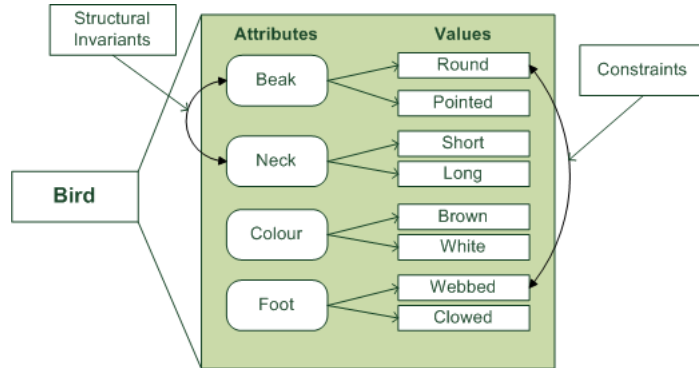 Structural
Invariants
Attributes
Values
Constraints
Bird
Beak
Round
Pointed
Neck
Short
Long
Colour
Brown
White
Foot
Webbed
Clowed